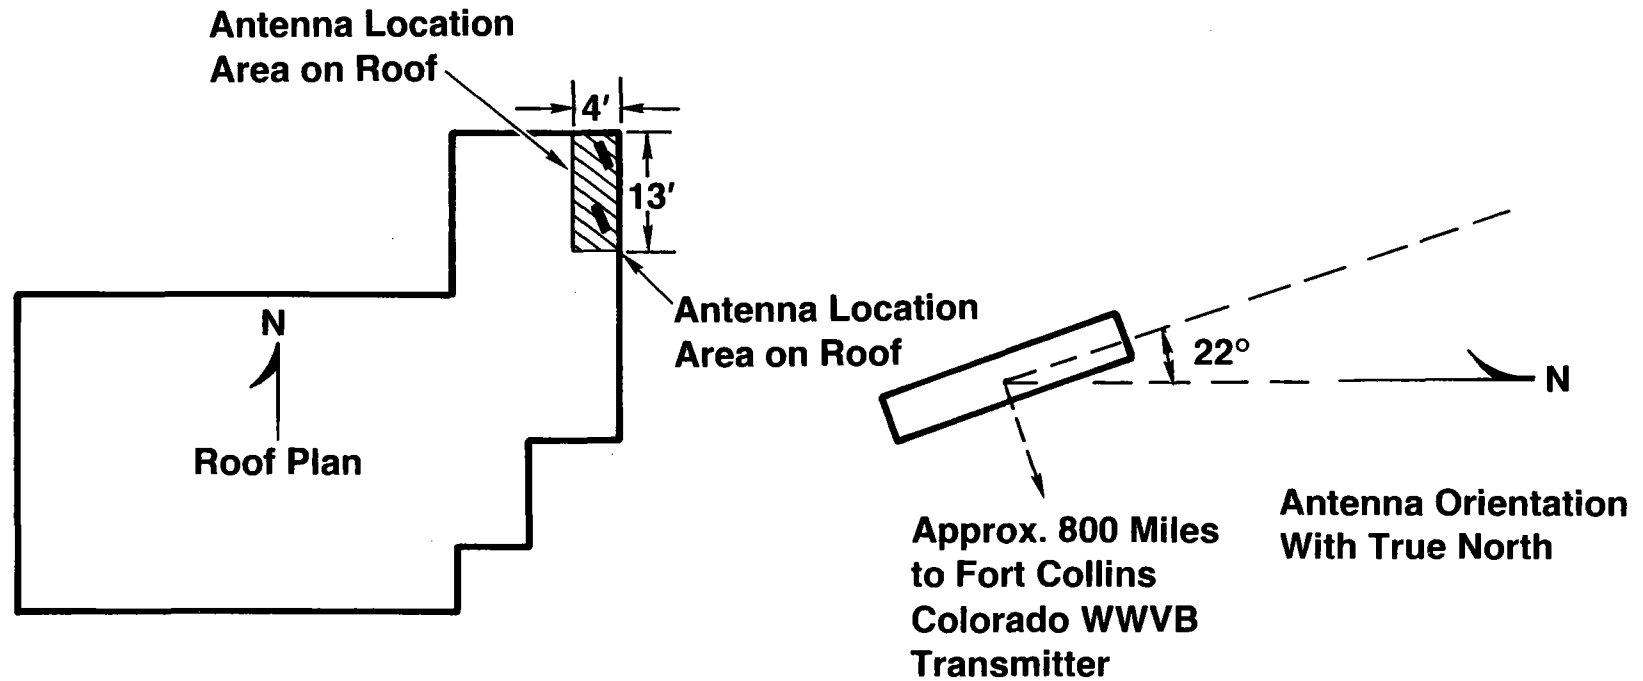 Antenna Location
Area on Roof
4'
13'
Antenna Location
Area on Roof
N
Roof Plan
22°
N
Approx. 800 Miles
to Fort Collins
Colorado WWVB
Transmitter
Antenna Orientation
With True North